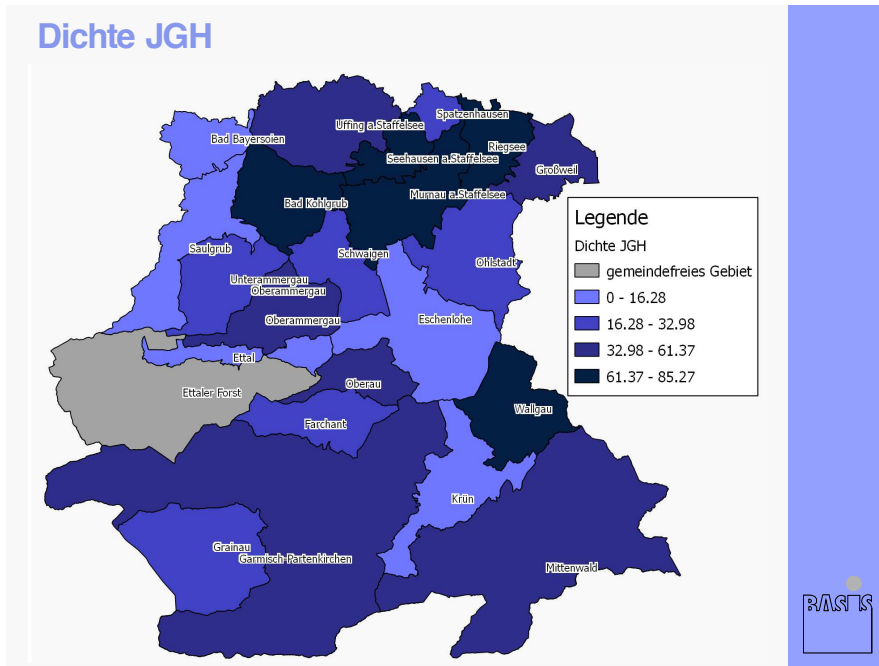 Dichte JGH
Uffing a.Staffelsee
Spatzenhausen
Bad Bayersoien
Riegsee
Seehausen a.Staffelsee
Großweil
Murnau a.Staffelsee
Bad Kohlgrub
Legende
Dichte JGH
gemeindefreies Gebiet
0 - 16.28
16.28 - 32.98
32.98 - 61.37
61.37 - 85.27
Saulgrub
Schwaigen
Ohlstadt
Unterammergau
Oberammergau
Oberammergau
Eschenlohe
Ettal
Oberau
Ettaler Forst
Wallgau
Farchant
Krün
Grainau
Garmisch-Partenkirchen
Mittenwald
BASIS